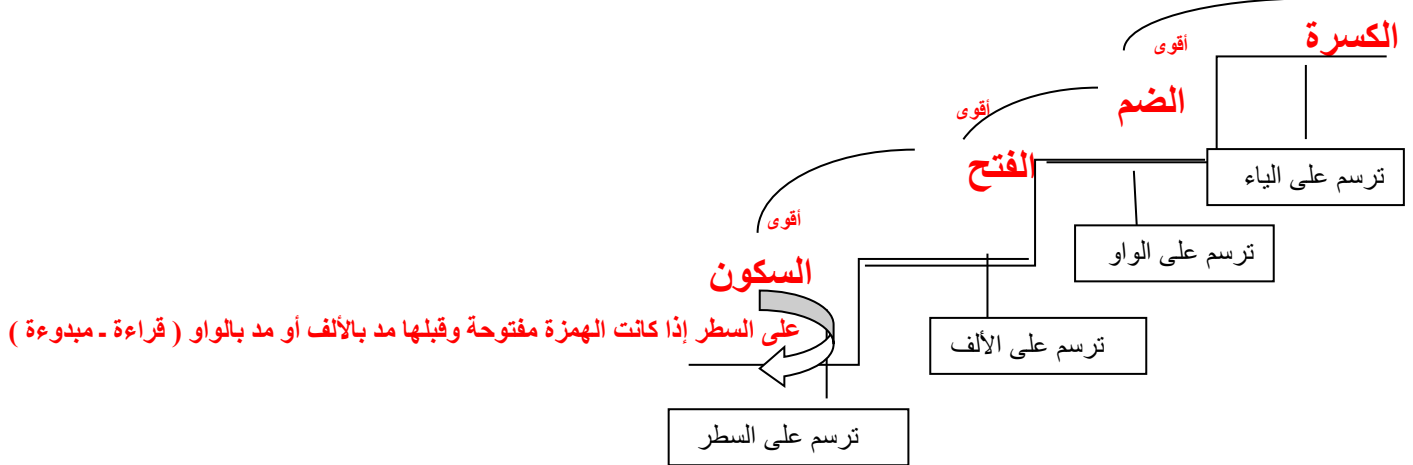 الكسرة
أقوى
الضم
أقوى
الفتح
ترسم على الياء
أقوى
ترسم على الواو
السكون
على السطر إذا كانت الهمزة مفتوحة وقبلها مد بالألف أو مد بالواو ( قراءة ـ مبدوءة )
ترسم على الألف
ترسم على السطر